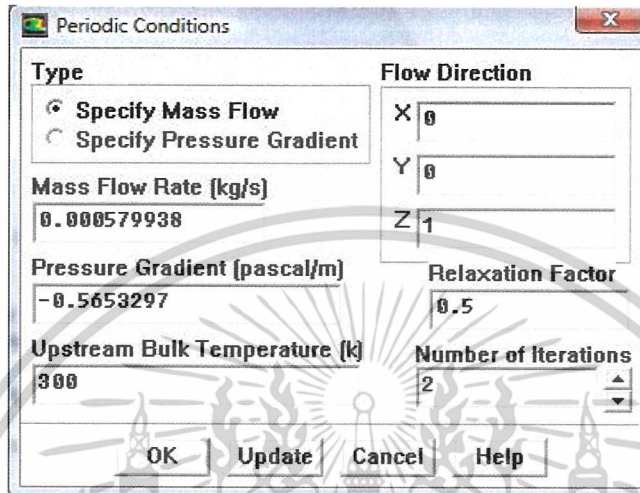 Periodic Conditions
Type
Specify Mass Flow
Specify Pressure Gradient
Mass Flow Rate (kg/s)
0.000579938
Pressure Gradient (pascal/m)
-0.5653297
Upstream Bulk Temperature (k)
300
Flow Direction
X 0
Y 0
Z 1
Relaxation Factor
0.5
Number of Iterations
2
OK Update Cancel Help